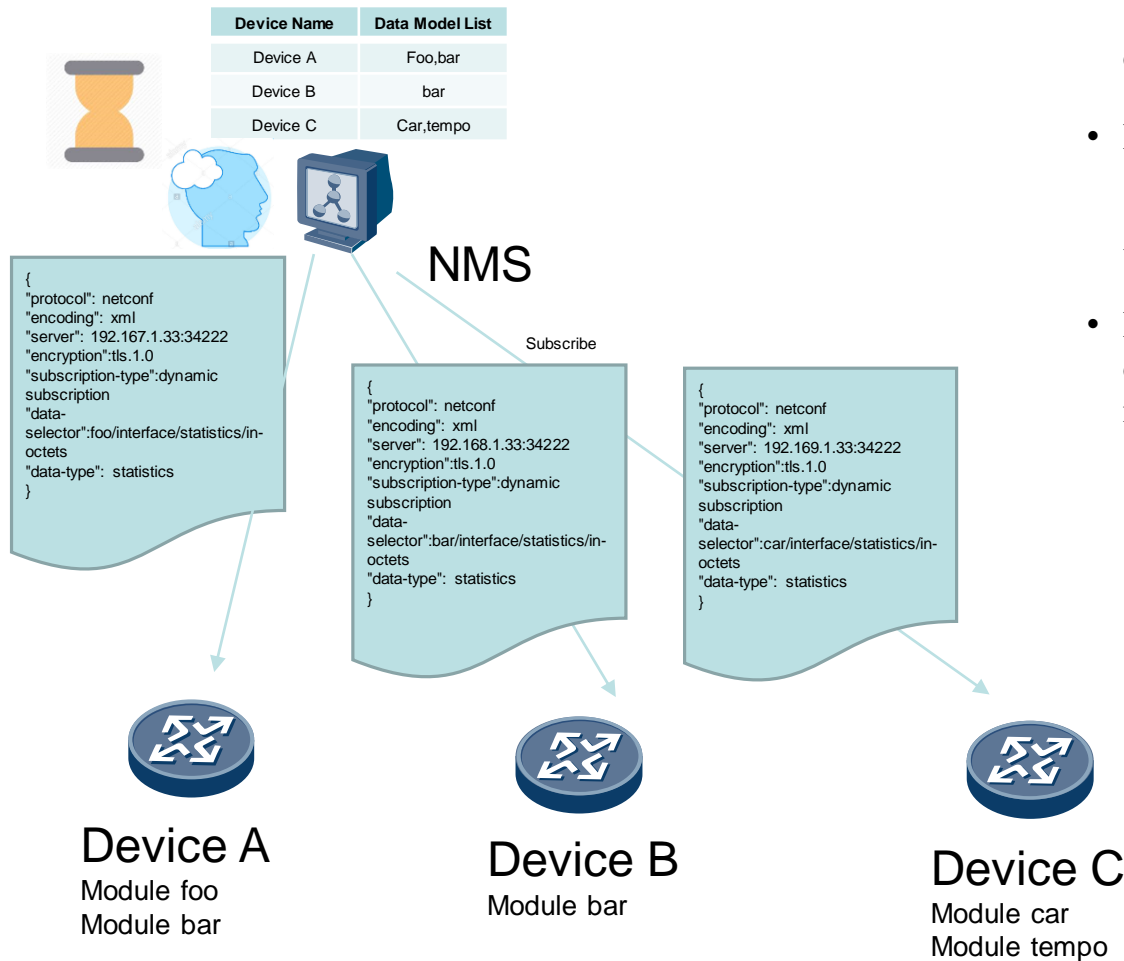 Device Name Data Model List
Device A Foo,bar
Device B bar
Device C Car,tempo
NMS
{
"protocol": netconf
"encoding": xml
"server": 192.167.1.33:34222
"encryption":tls.1.0
"subscription-type":dynamic
subscription
"data-
selector":foo/interface/statistics/in-
octets
"data-type": statistics
}
Subscribe
{
"protocol": netconf
"encoding": xml
"server": 192.168.1.33:34222
"encryption":tls.1.0
"subscription-type":dynamic
subscription
"data-
selector":bar/interface/statistics/in-
octets
"data-type": statistics
}
{
"protocol": netconf
"encoding": xml
"server": 192.169.1.33:34222
"encryption":tls.1.0
"subscription-type":dynamic
subscription
"data-
selector":car/interface/statistics/in-
octets
"data-type": statistics
}
Device A
Module foo
Module bar
Device B
Module bar
Device C
Module car
Module tempo